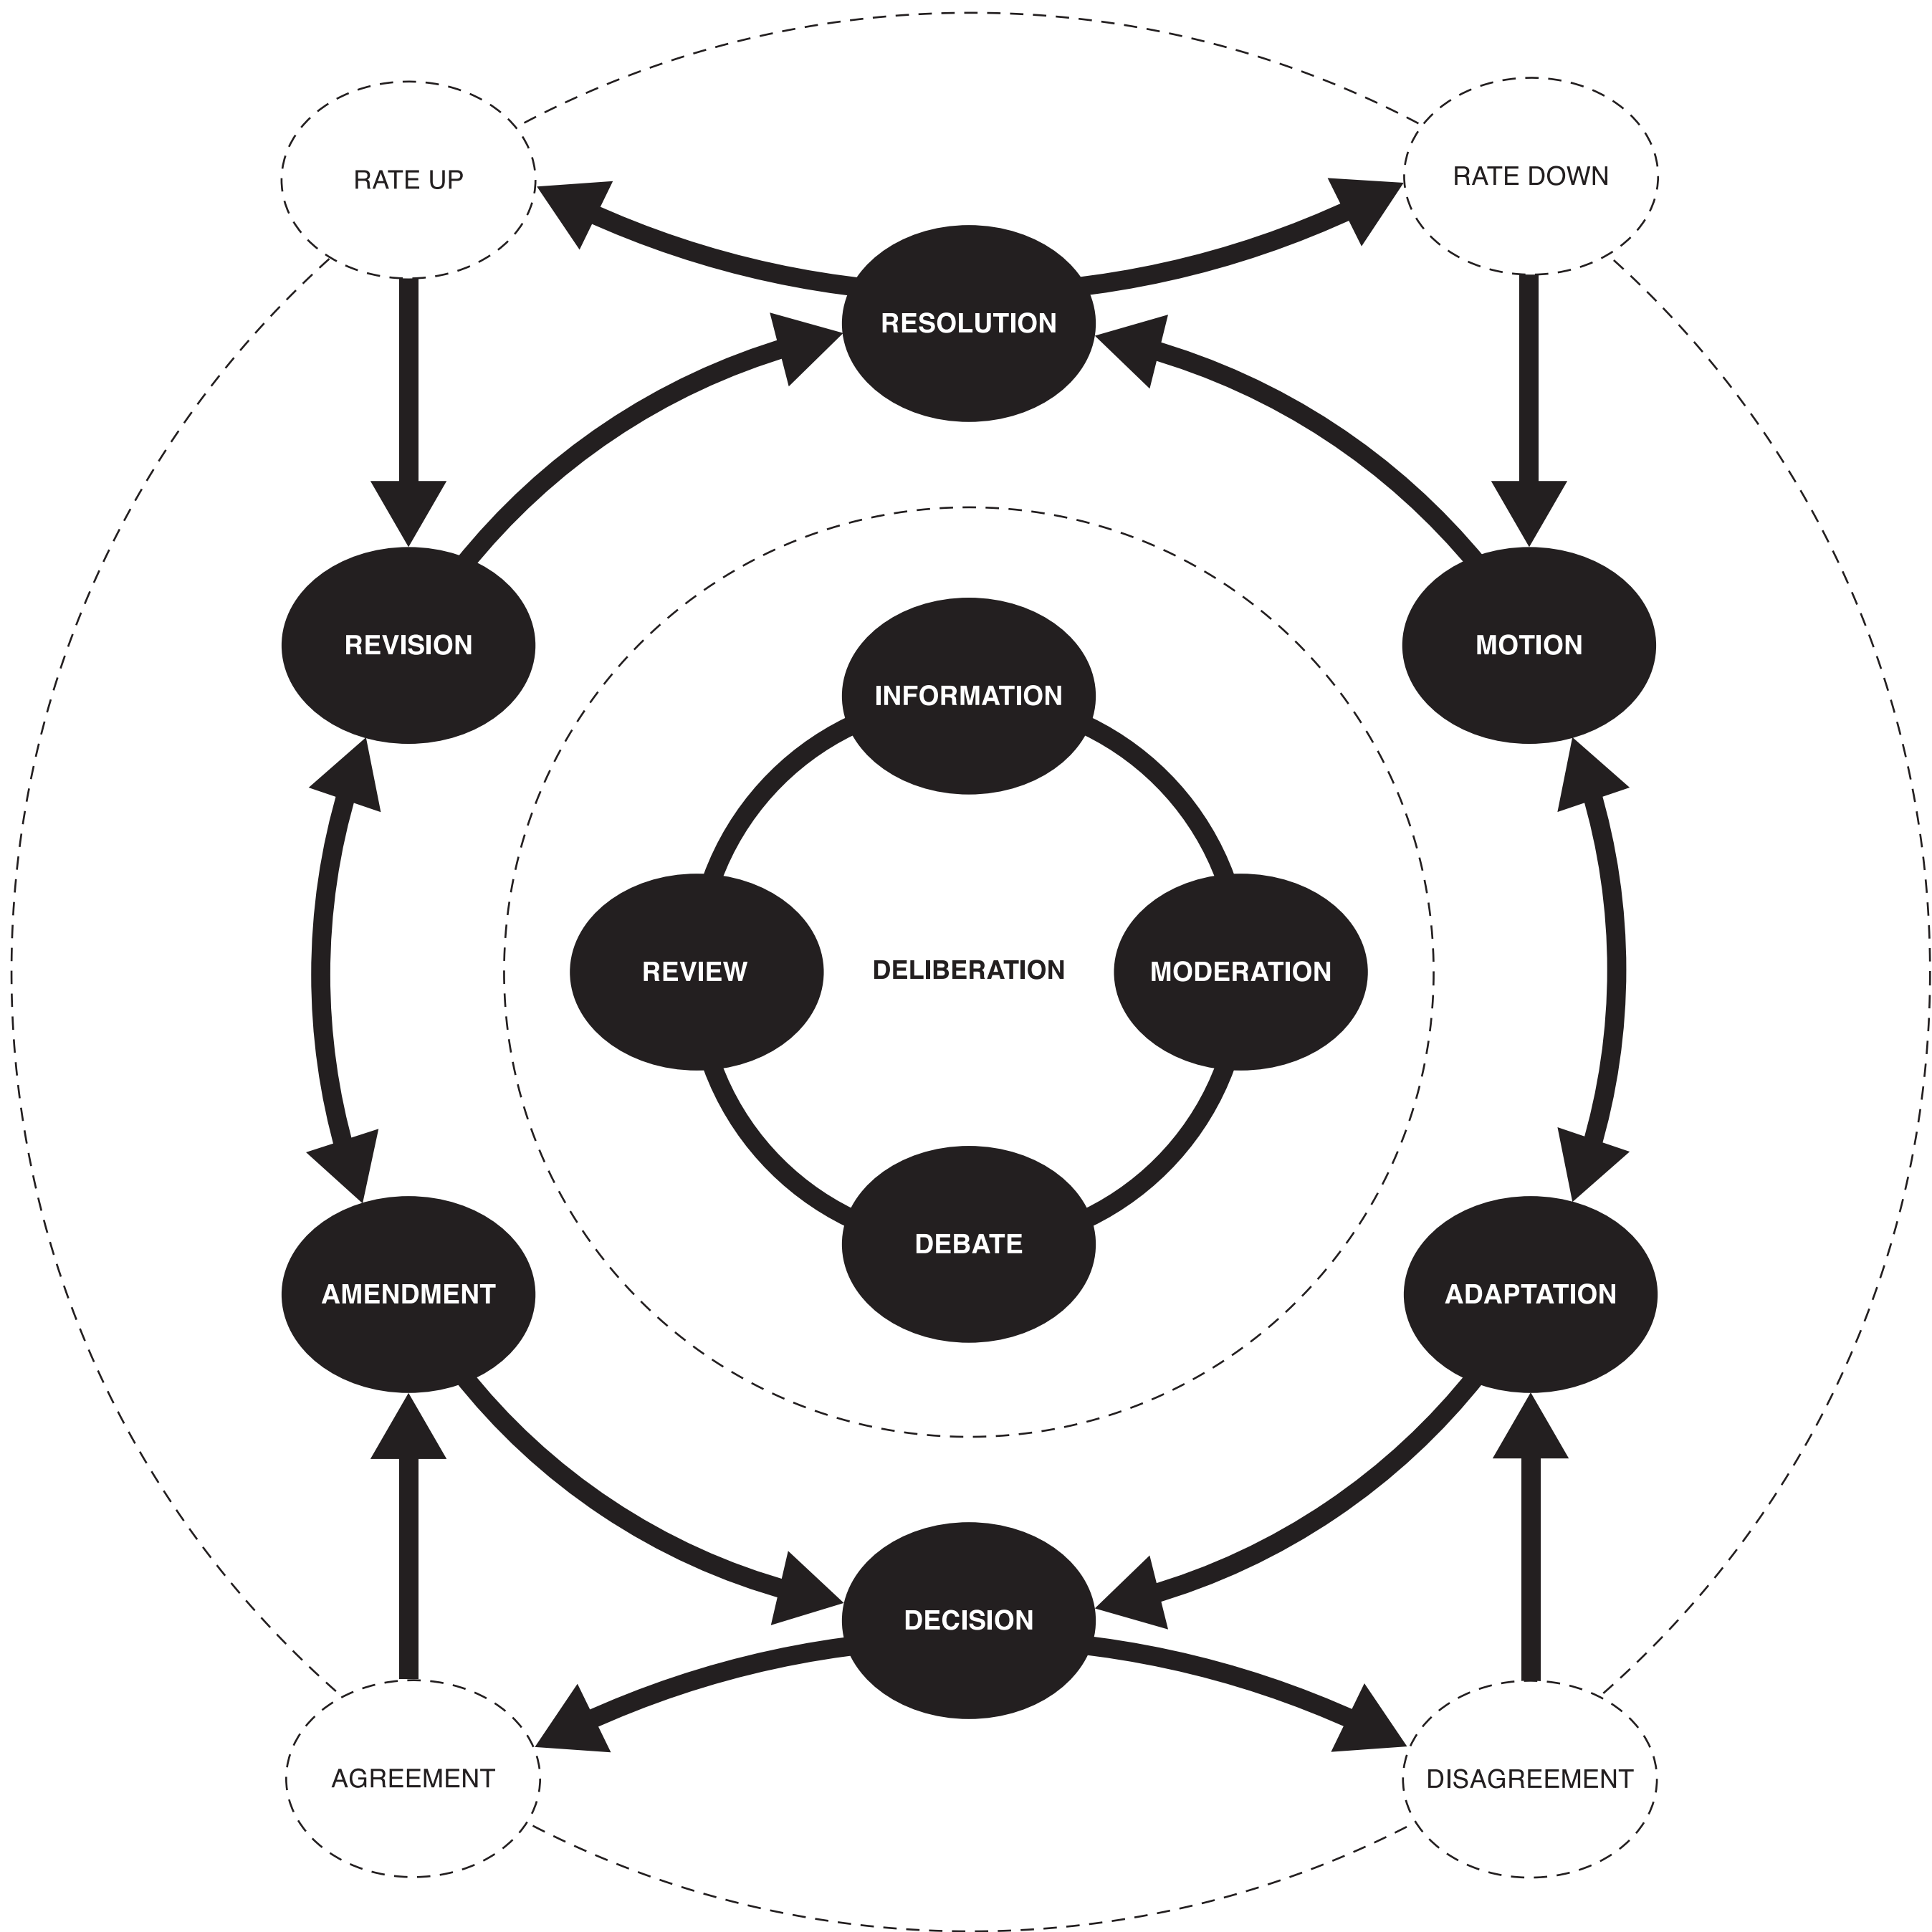 RATE UP
RATE DOWN
RESOLUTION
REVISION
MOTION
INFORMATION
REVIEW
DELIBERATION
MODERATION
DEBATE
AMENDMENT
ADAPTATION
DECISION
AGREEMENT
DISAGREEMENT